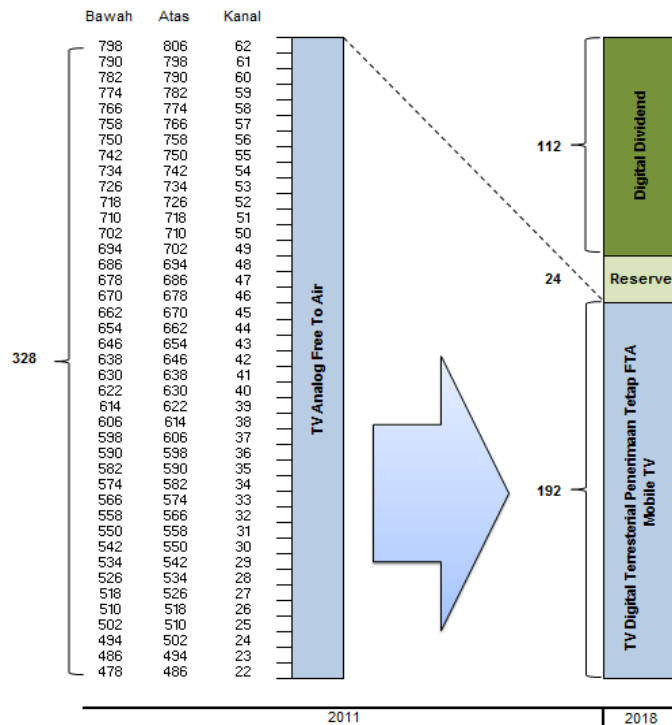 Bawah Atas Kanal
798 806 62
790 798 61
782 790 60
774 782 59
766 774 58
758 766 57
750 758 56
742 750 55
734 742 54
726 734 53
718 726 52
710 718 51
702 710 50
694 702 49
686 694 48
678 686 47
670 678 46
662 670 45
654 662 44
646 654 43
638 646 42
630 638 41
622 630 40
614 622 39
606 614 38
598 606 37
590 598 36
582 590 35
574 582 34
566 574 33
558 566 32
550 558 31
542 550 30
534 542 29
526 534 28
518 526 27
510 518 26
502 510 25
494 502 24
486 494 23
478 486 22
328
TV Analog Free To Air
112
Digital Dividend
24
Reserve
192
TV Digital Terresterial Penerimaan Tetap FTA
Mobile TV
2011
2018